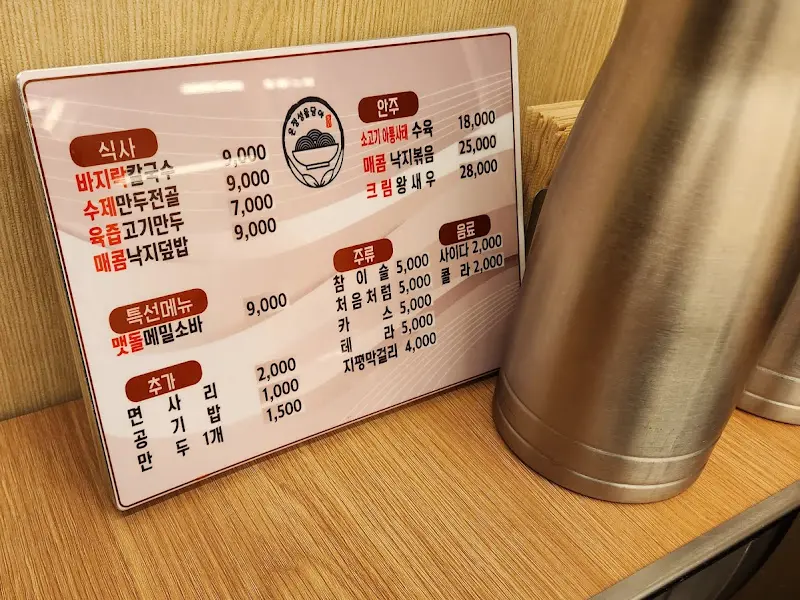 식사
바지락칼국수 9,000
수제만두전골 9,000
육즙고기만두 7,000
매콤낙지덮밥 9,000
특선메뉴
맷돌메밀소바 9,000
추가
면 사 리 2,000
공 기 밥 1,000
만 두 1개 1,500
안주
소고기 아롱사태 수육 18,000
매콤 낙지볶음 25,000
크림 왕새우 28,000
주류
참 이 슬 5,000
처음처럼 5,000
카 스 5,000
테 라 5,000
지평막걸리 4,000
음료
사이다 2,000
콜 라 2,000